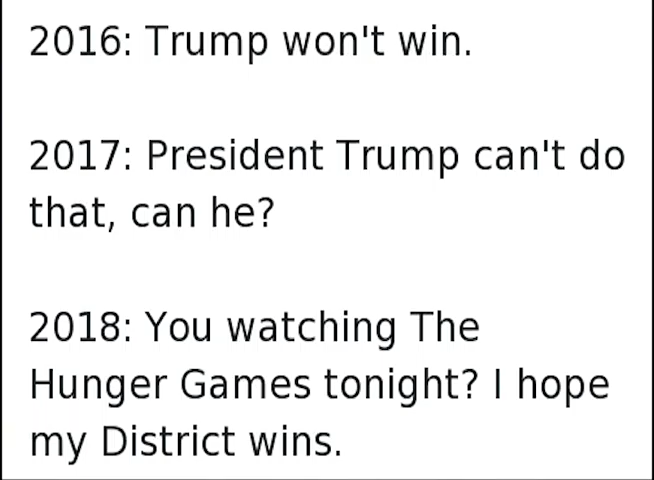 2016: Trump won't win.
2017: President Trump can't do
that, can he?
2018: You watching The
Hunger Games tonight? I hope
my District wins.